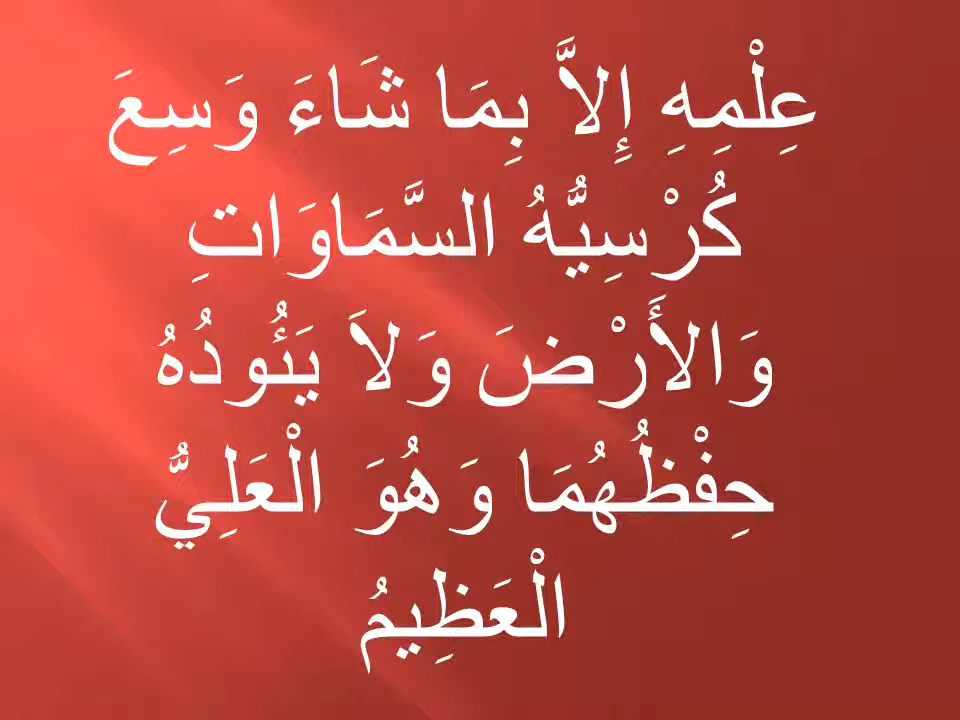 عِلْمِهِ إِلاَّ بِمَا شَاءَ وَسِعَ
كُرْسِيُّهُ السَّمَاوَاتِ
وَالأَرْضَ وَلاَ يَئُودُهُ
حِفْظُهُمَا وَهُوَ الْعَلِيُّ
الْعَظِيمُ